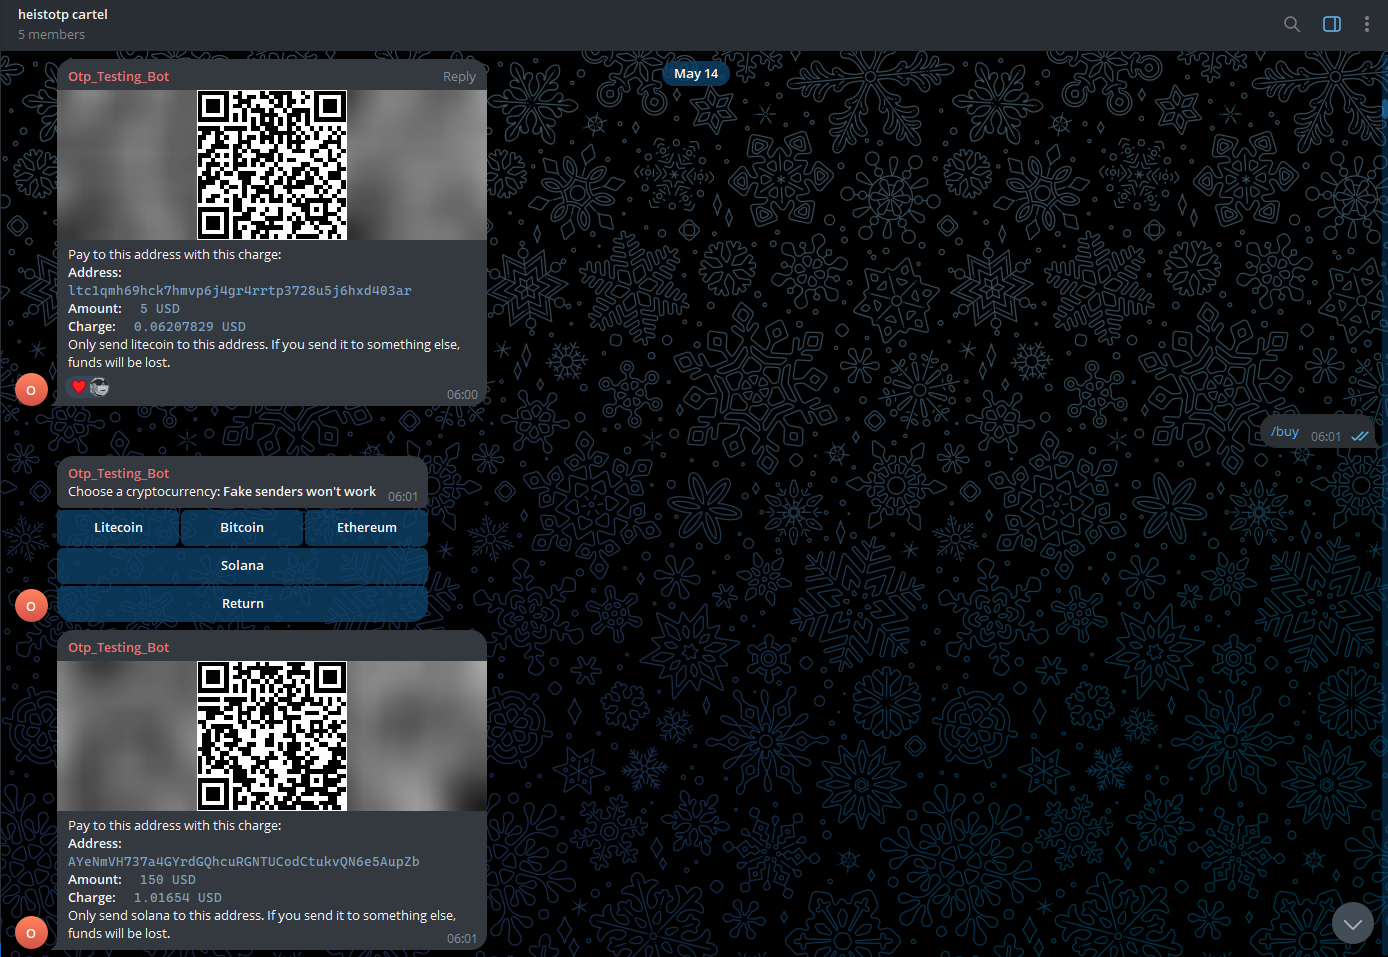 heistotp cartel
5 members
May 14
Otp_Testing_Bot Reply
Pay to this address with this charge:
Address:
ltc1qmh69hck7hmvp6j4gr4rrtp3728u5j6hxd403ar
Amount: 5 USD
Charge: 0.06207829 USD
Only send litecoin to this address. If you send it to something else,
funds will be lost.
O
06:00
/buy 06:01
Otp_Testing_Bot
Choose a cryptocurrency: Fake senders won't work 06:01
Litecoin Bitcoin Ethereum
Solana
Return
O
Otp_Testing_Bot
Pay to this address with this charge:
Address:
AYeNmVH737a4GYrdGQhcuRGNTUCodCtukvQN6e5AupZb
Amount: 150 USD
Charge: 1.01654 USD
Only send solana to this address. If you send it to something else,
funds will be lost.
O
06:01